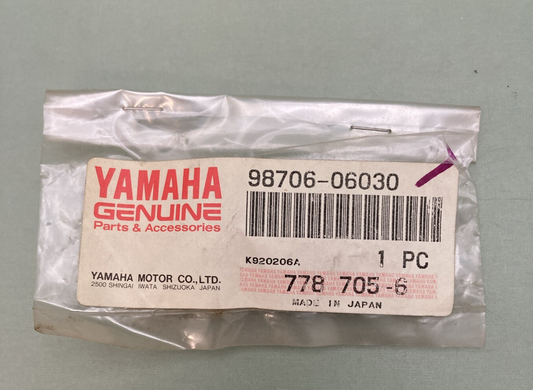 YAMAHA
GENUINE
Parts & Accessories
YAMAHA MOTOR CO.,LTD.
2500 SHINGAI IWATA SHIZUOKA JAPAN
98706-06030
K920206A
1 PC
778 705-6
MADE IN JAPAN